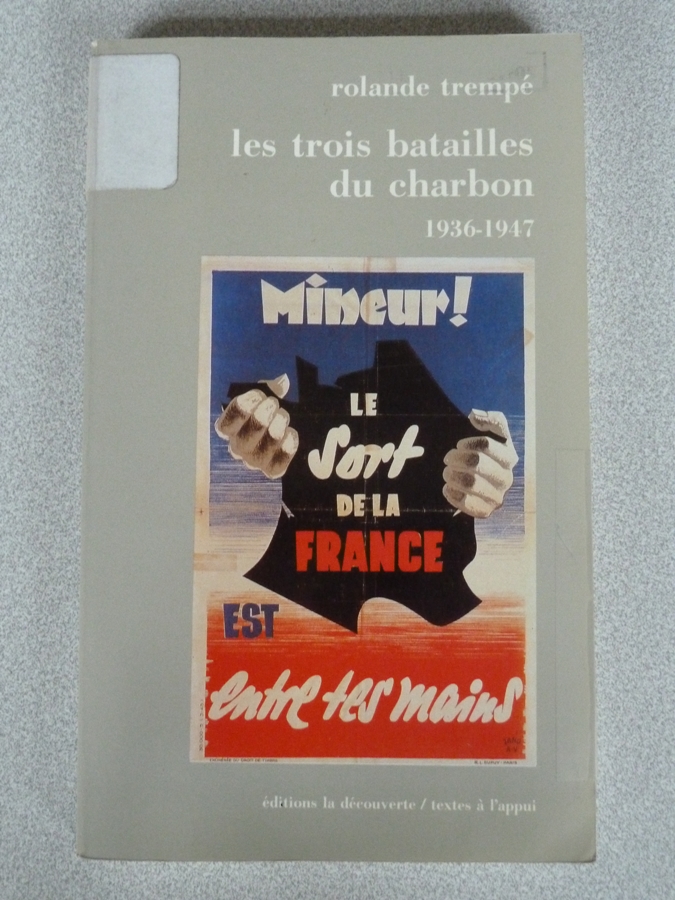 rolande trempé
les trois batailles
du charbon
1936-1947
Mineur!
LE
Sort
DE LA
FRANCE
EST
entre tes mains
éditions la découverte / textes à l'appui